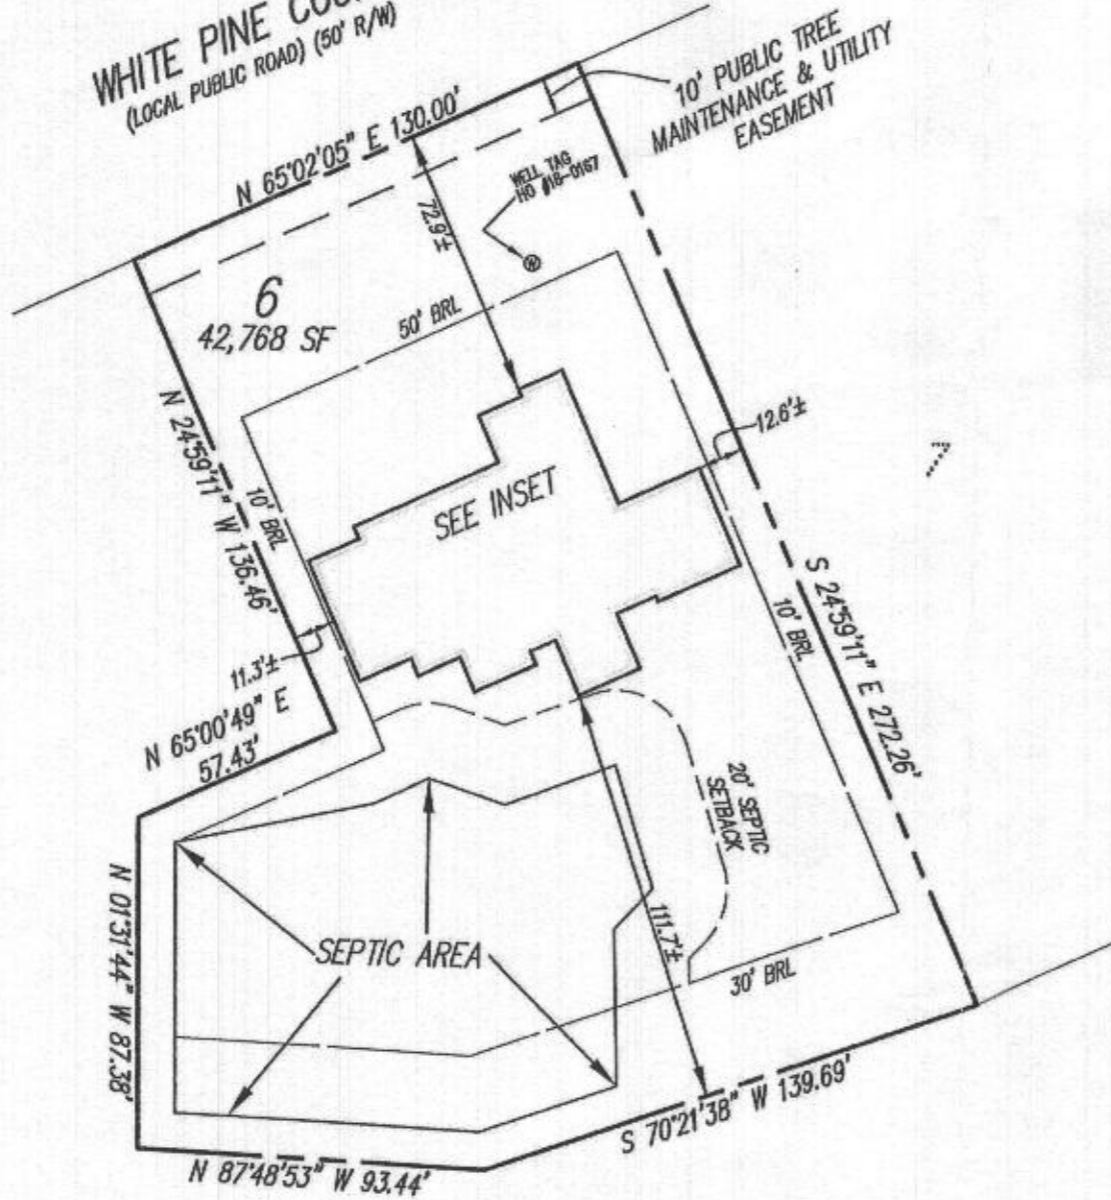 WHITE PINE
(LOCAL PUBLIC ROAD) (50' R/W)
10' PUBLIC TREE
MAINTENANCE & UTILITY
EASEMENT
N 65°02'05" E 130.00'
WELL TAG
HO #18-0167
72.9'±
W
6
42,768 SF
50' BRL
12.6'±
7
N 24°59'11" W 136.46'
10' BRL
SEE INSET
S 24°59'11" E 272.26'
10' BRL
11.3'±
N 65°00'49" E
57.43'
20' SEPTIC
SETBACK
N 01°31'44" W 87.38'
SEPTIC AREA
111.7'±
30' BRL
S 70°21'38" W 139.69'
N 87°48'53" W 93.44'